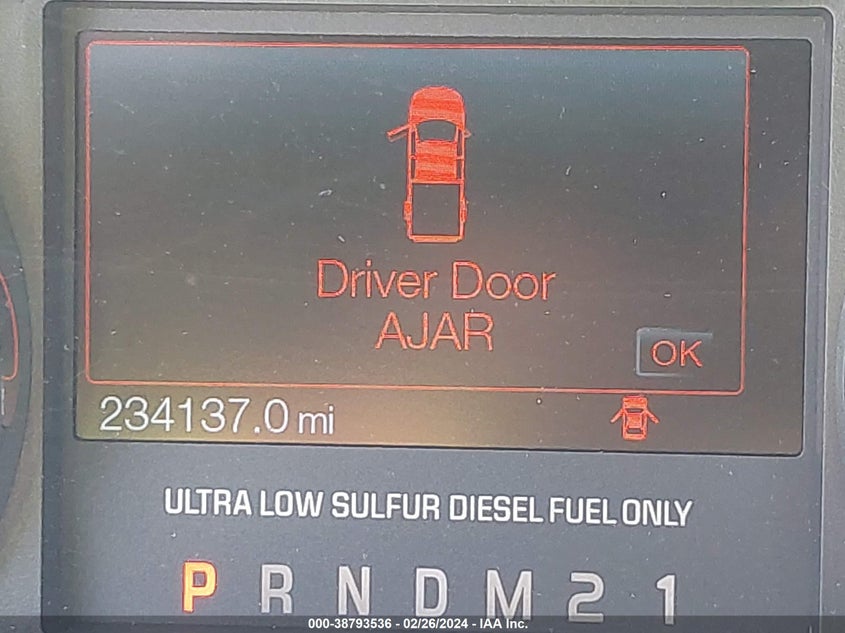 Driver Door
AJAR
OK
234137.0 mi
ULTRA LOW SULFUR DIESEL FUEL ONLY
P R N D M 2 1
000-38793536 - 02/26/2024 - IAA Inc.